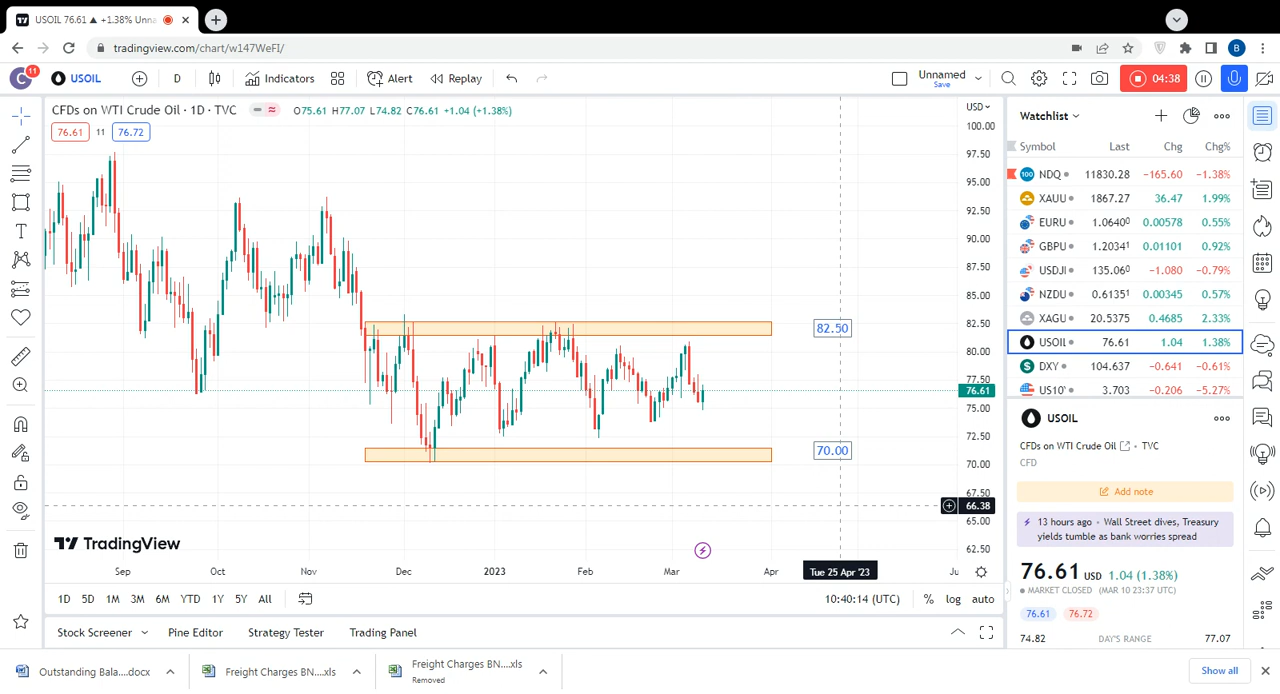 USOIL 76.61 ▲ +1.38% Unna
tradingview.com/chart/w147WeFI/
B
C 11 USOIL D Indicators Alert Replay Unnamed Save 04:38
CFDs on WTI Crude Oil · 1D · TVC O75.61 H77.07 L74.82 C76.61 +1.04 (+1.38%)
76.61 11 76.72
USD
100.00
97.50
95.00
92.50
90.00
87.50
85.00
82.50
80.00
77.50
76.61
75.00
72.50
70.00
67.50
66.38
65.00
62.50
82.50
70.00
TradingView
Sep Oct Nov Dec 2023 Feb Mar Apr Tue 25 Apr '23 Ju
1D 5D 1M 3M 6M YTD 1Y 5Y All 10:40:14 (UTC) % log auto
Stock Screener Pine Editor Strategy Tester Trading Panel
Watchlist
Symbol Last Chg Chg%
NDQ 100 11830.28 −165.60 −1.38%
XAUU 1867.27 36.47 1.99%
EURU 1.06400 0.00578 0.55%
GBPU 1.20341 0.01101 0.92%
USDJI 135.060 −1.080 −0.79%
NZDU 0.61351 0.00345 0.57%
XAGU 20.5375 0.4685 2.33%
USOIL 76.61 1.04 1.38%
DXY 104.637 −0.641 −0.61%
US10' 3.703 −0.206 −5.27%
USOIL
CFDs on WTI Crude Oil · TVC
CFD
Add note
13 hours ago · Wall Street dives, Treasury
yields tumble as bank worries spread
76.61 USD 1.04 (1.38%)
MARKET CLOSED (MAR 10 23:37 UTC)
76.61 76.72
74.82 DAY'S RANGE 77.07
Outstanding Bala....docx Freight Charges BN....xls Freight Charges BN....xls Show all
Removed